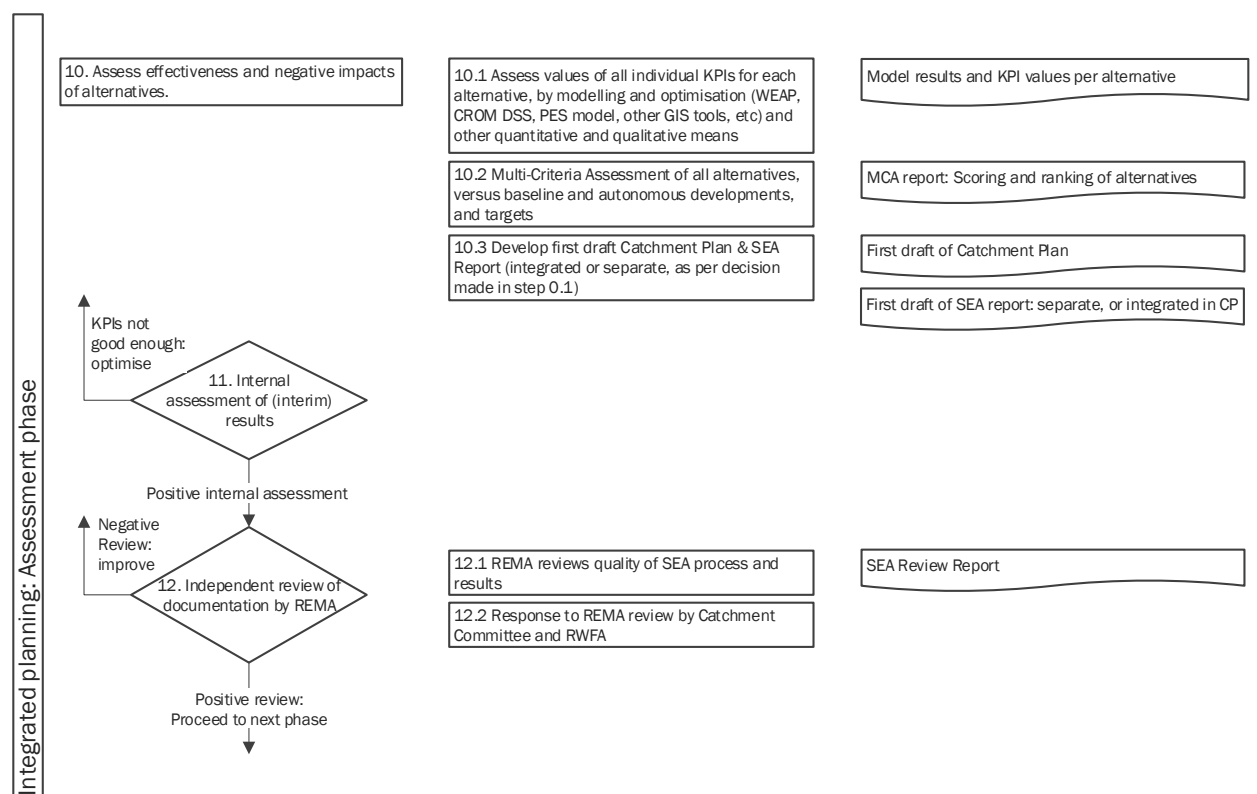 Integrated planning: Assessment phase
10. Assess effectiveness and negative impacts
of alternatives.
10.1 Assess values of all individual KPIs for each
alternative, by modelling and optimisation (WEAP,
CROM DSS, PES model, other GIS tools, etc) and
other quantitative and qualitative means
Model results and KPI values per alternative
10.2 Multi-Criteria Assessment of all alternatives,
versus baseline and autonomous developments,
and targets
MCA report: Scoring and ranking of alternatives
10.3 Develop first draft Catchment Plan & SEA
Report (integrated or separate, as per decision
made in step 0.1)
First draft of Catchment Plan
First draft of SEA report: separate, or integrated in CP
KPIs not
good enough:
optimise
11. Internal
assessment of (interim)
results
Positive internal assessment
Negative
Review:
improve
12. Independent review of
documentation by REMA
12.1 REMA reviews quality of SEA process and
results
SEA Review Report
12.2 Response to REMA review by Catchment
Committee and RWFA
Positive review:
Proceed to next phase